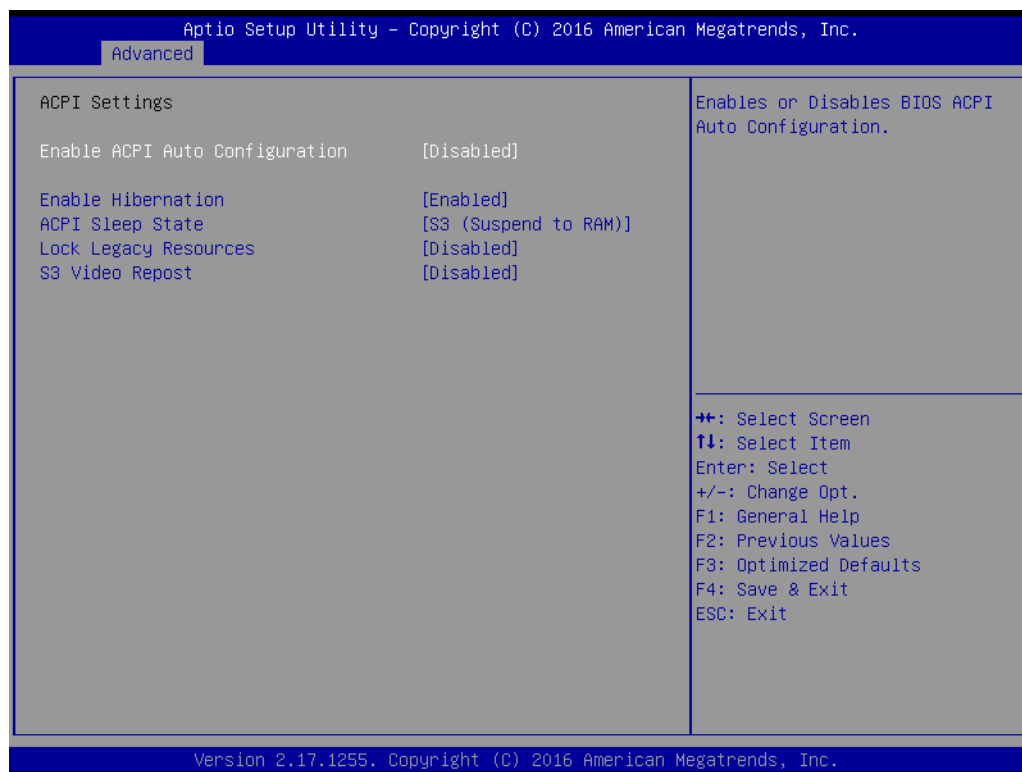 Aptio Setup Utility – Copyright (C) 2016 American Megatrends, Inc.
Advanced
ACPI Settings
Enable ACPI Auto Configuration [Disabled]
Enable Hibernation [Enabled]
ACPI Sleep State [S3 (Suspend to RAM)]
Lock Legacy Resources [Disabled]
S3 Video Repost [Disabled]
Enables or Disables BIOS ACPI
Auto Configuration.
→←: Select Screen
↑↓: Select Item
Enter: Select
+/-: Change Opt.
F1: General Help
F2: Previous Values
F3: Optimized Defaults
F4: Save & Exit
ESC: Exit
Version 2.17.1255. Copyright (C) 2016 American Megatrends, Inc.